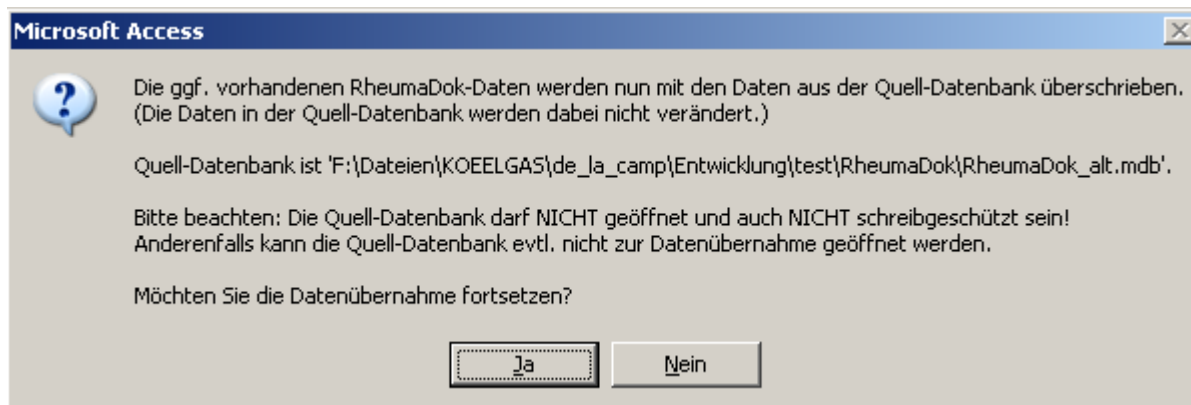 Microsoft Access
Die ggf. vorhandenen RheumaDok-Daten werden nun mit den Daten aus der Quell-Datenbank überschrieben.
(Die Daten in der Quell-Datenbank werden dabei nicht verändert.)
Quell-Datenbank ist 'F:\Dateien\KOEELGAS\de_la_camp\Entwicklung\test\RheumaDok\RheumaDok_alt.mdb'.
Bitte beachten: Die Quell-Datenbank darf NICHT geöffnet und auch NICHT schreibgeschützt sein!
Anderenfalls kann die Quell-Datenbank evtl. nicht zur Datenübernahme geöffnet werden.
Möchten Sie die Datenübernahme fortsetzen?
Ja Nein